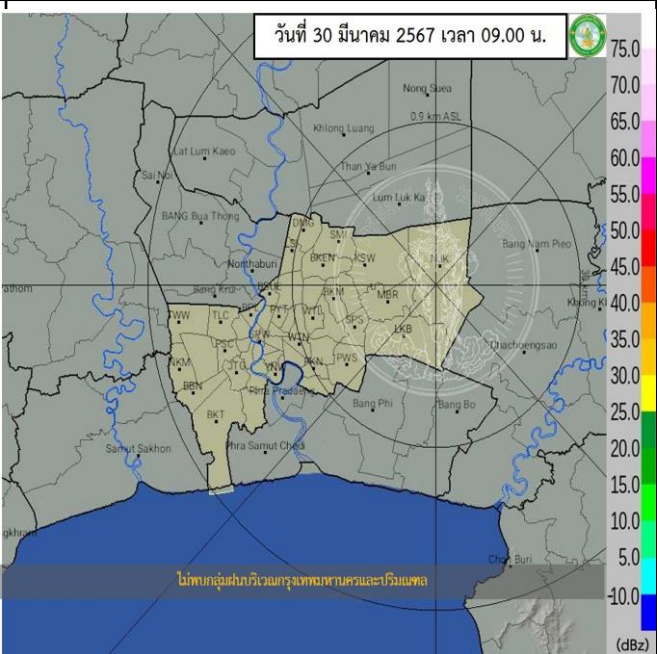 วันที่ 30 มีนาคม 2567 เวลา 09.00 น.
75.0
70.0
65.0
60.0
55.0
50.0
45.0
40.0
35.0
30.0
25.0
20.0
15.0
10.0
5.0
-10.0
(dBz)
Nong Suea
0.9 km ASL
Khlong Luang
Lat Lum Kaeo
Than Ya Buri
Sai Noi
Lum Luk Ka
BANG Bua Thong
DMG
SMI
Bang Nam Pieo
Nonthaburi
BKEN
KSW
NJK
Bang Krui
BKM
MBR
TWW
TLC
PYT
WTL
SPS
LKB
PSC
WTN
Chachoengsao
NKM
JTG
PKN
PWS
BBN
Phra Pradaeng
BKT
Bang Phi
Bang Bo
Samut Sakhon
Phra Samut Chedi
Chon Buri
ไม่พบกลุ่มฝนบริเวณกรุงเทพมหานครและปริมณฑล